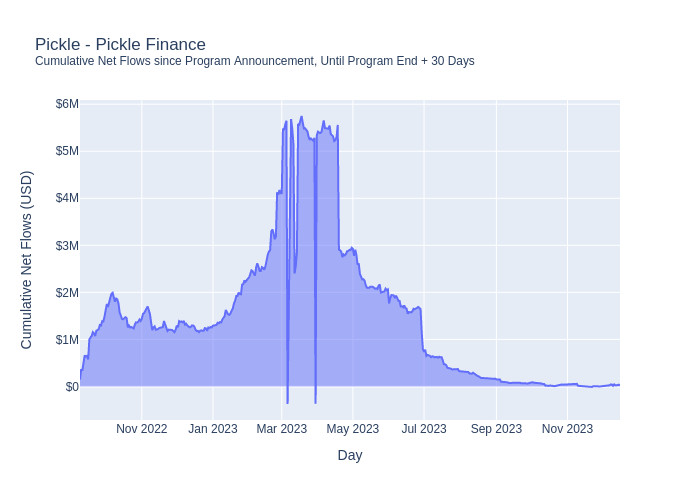 Pickle - Pickle Finance
Cumulative Net Flows since Program Announcement, Until Program End + 30 Days
$6M
$5M
$4M
$3M
$2M
$1M
$0
Cumulative Net Flows (USD)
Nov 2022 Jan 2023 Mar 2023 May 2023 Jul 2023 Sep 2023 Nov 2023
Day